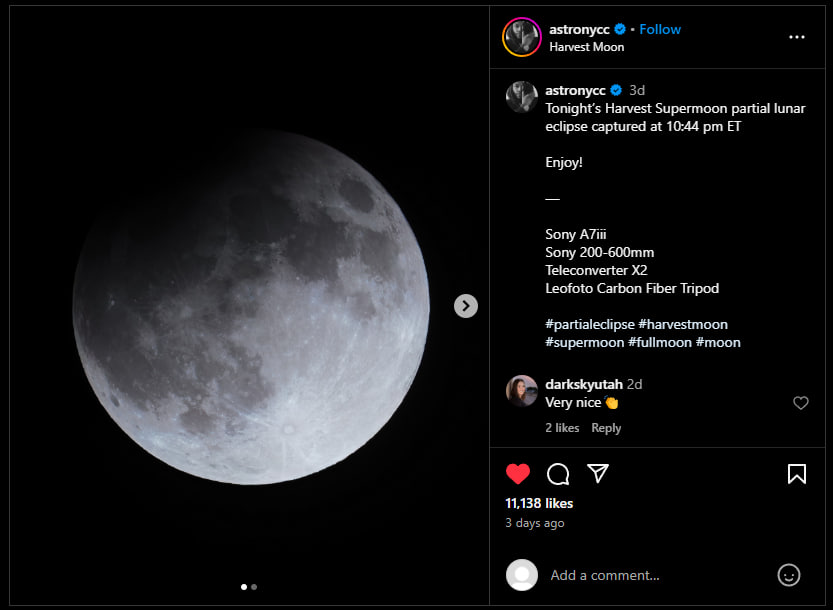 astronycc • Follow
Harvest Moon
astronycc 3d
Tonight's Harvest Supermoon partial lunar
eclipse captured at 10:44 pm ET
Enjoy!
—
Sony A7iii
Sony 200-600mm
Teleconverter X2
Leofoto Carbon Fiber Tripod
#partialeclipse #harvestmoon
#supermoon #fullmoon #moon
darkskyutah 2d
Very nice👏
2 likes Reply
11,138 likes
3 days ago
Add a comment...